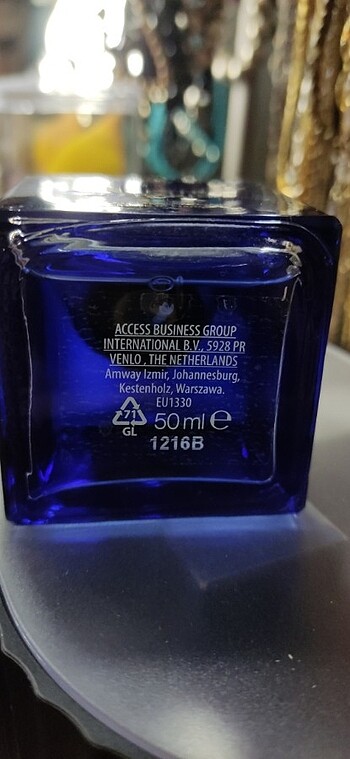 ACCESS BUSINESS GROUP
INTERNATIONAL B.V., 5928 PR
VENLO , THE NETHERLANDS
Amway Izmir, Johannesburg,
Kestenholz, Warszawa.
EU1330
71
GL
50 ml ℮
1216B